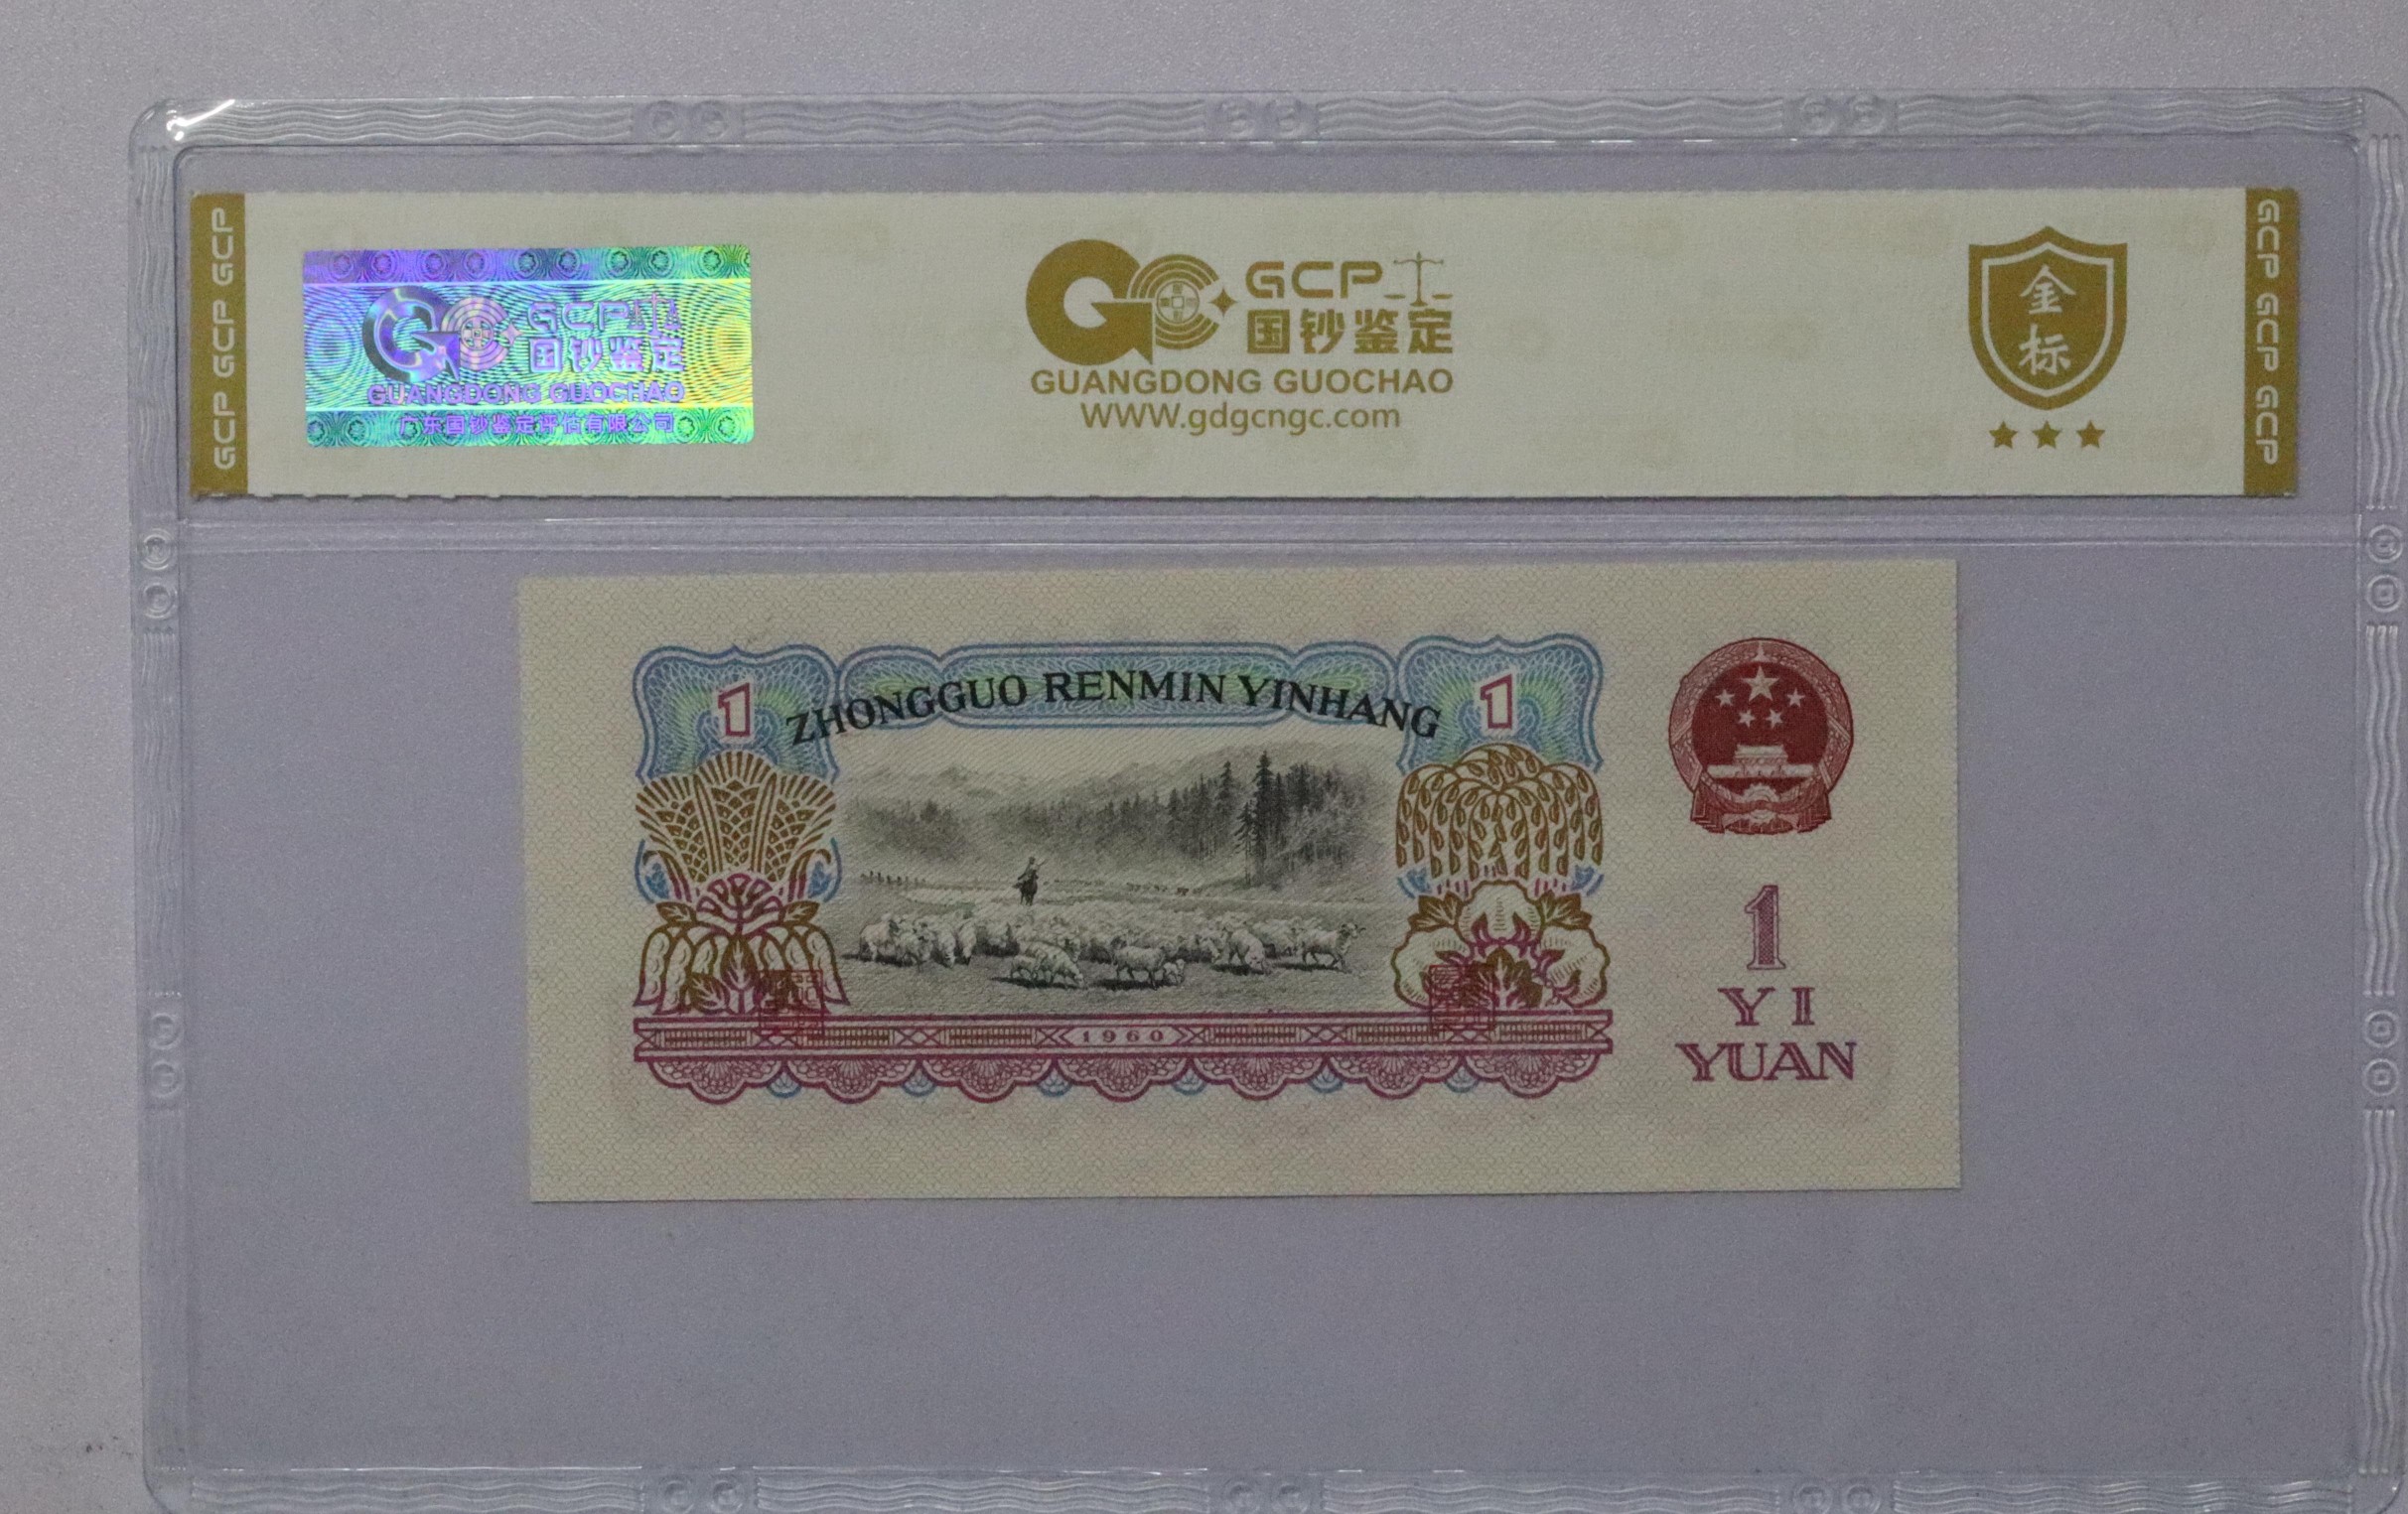 GCP GCP GCP
GCP
国钞鉴定
GUANGDONG GUOCHAO
广东国钞鉴定评估有限公司
GCP
国钞鉴定
GUANGDONG GUOCHAO
WWW.gdgcngc.com
金
标
GCP GCP GCP
1
ZHONGGUO RENMIN YINHANG
1
1960
1
YI
YUAN